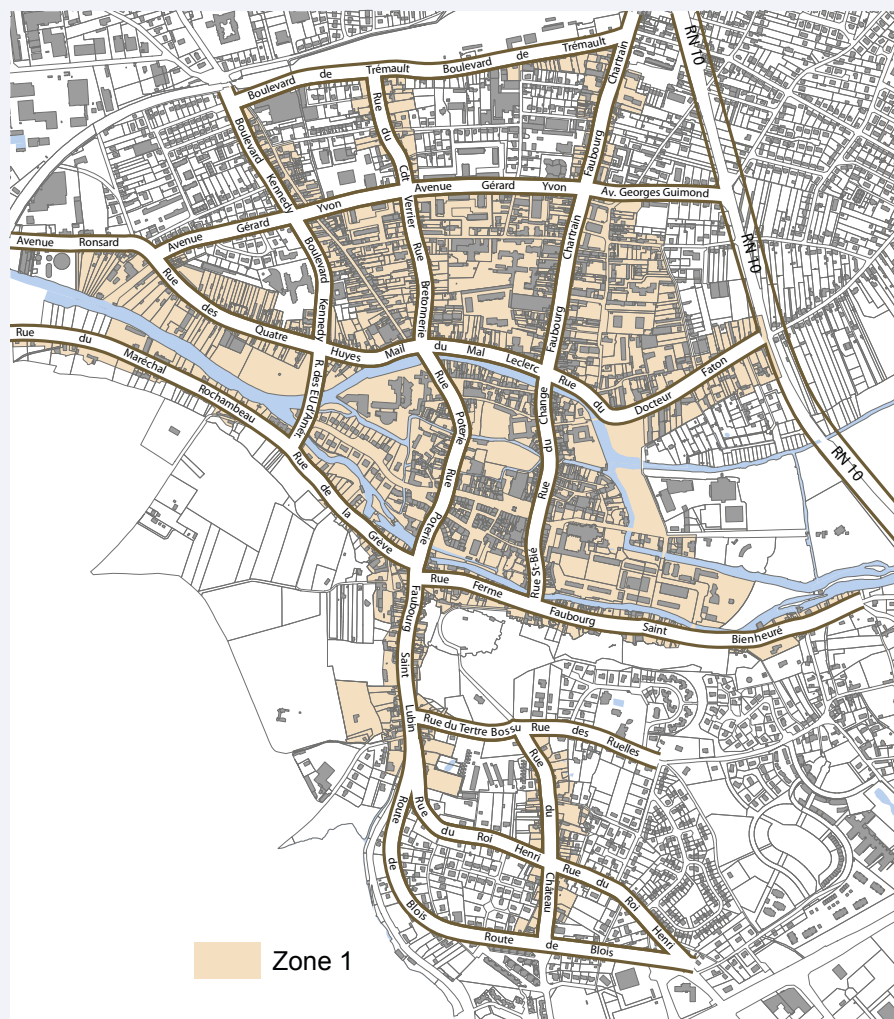 Boulevard de Trémault Boulevard de Trémault
RN 10
Chartrain
Faubourg
Boulevard Kennedy
Rue du Cdt Verrier
Avenue Gérard Yvon
Avenue Gérard Yvon
Av. Georges Guimond
RN 10
Avenue Ronsard
Rue des Quatre Huyes
Boulevard Kennedy
Rue Bretonnerie
Faubourg Chartrain
Mail du Mal Leclerc
Rue du Docteur Faton
Rue du Maréchal Rochambeau
R. des EU d'Amér.
Rue Poterie Rue Poterie
Rue du Change
RN 10
Rue de la Grève
Rue St-Bié
Rue Ferme
Faubourg Saint Bienheuré
Faubourg Saint Lubin
Rue du Tertre Bossu
Rue des Ruelles
Rue du Château
Rue du Roi Henri
Rue du Roi Henri
Route de Blois
Route de Blois
Zone 1